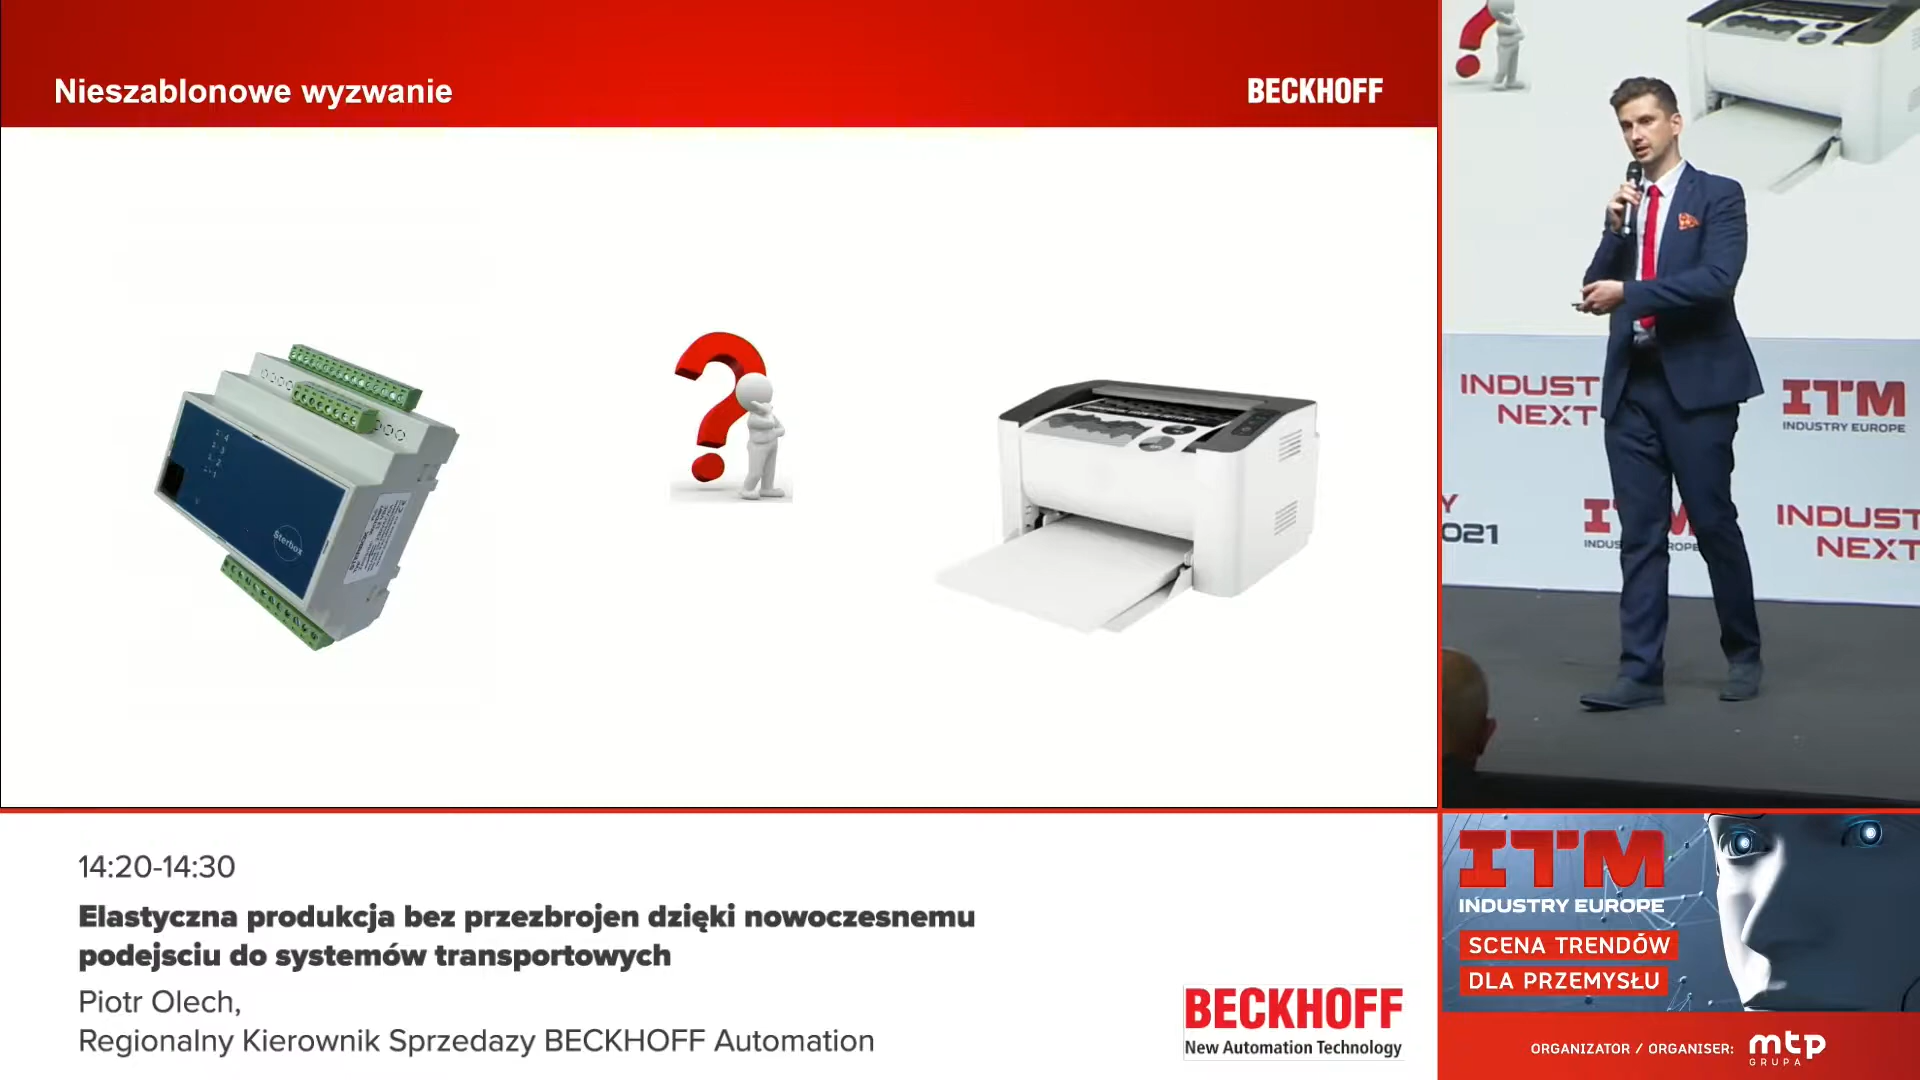 Nieszablonowe wyzwanie
BECKHOFF
Sterbox
INDUST
NEXT
ITM
INDUSTRY EUROPE
Y
021
INDUST
NEXT
14:20-14:30
Elastyczna produkcja bez przezbrojen dzięki nowoczesnemu
podejsciu do systemów transportowych
Piotr Olech,
Regionalny Kierownik Sprzedazy BECKHOFF Automation
BECKHOFF
New Automation Technology
ITM
INDUSTRY EUROPE
SCENA TRENDÓW
DLA PRZEMYSŁU
ORGANIZATOR / ORGANISER:
mtp
GRUPA